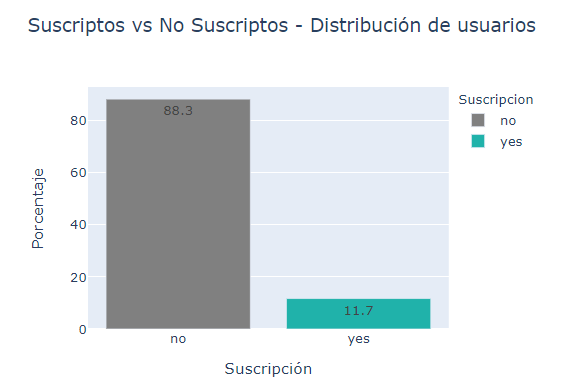 Suscriptos vs No Suscriptos - Distribución de usuarios
Suscripcion
no
yes
88.3
11.7
80
60
40
20
0
Porcentaje
no
yes
Suscripción